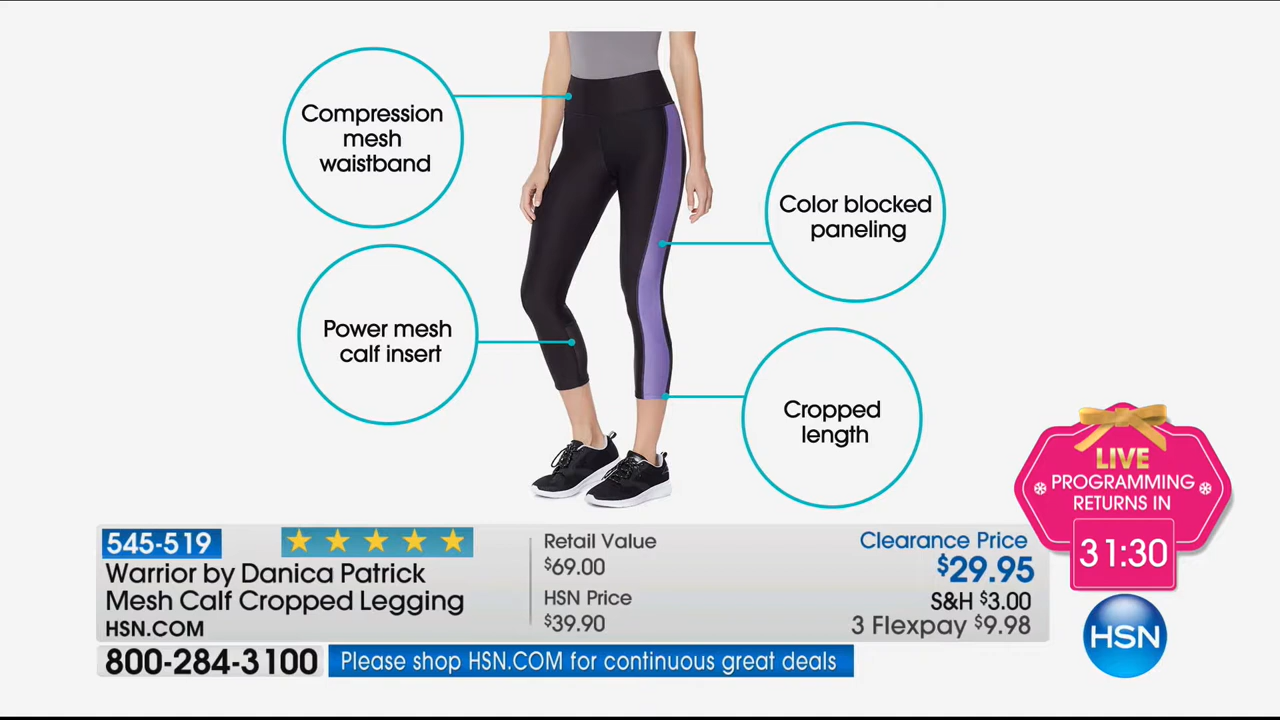 Compression
mesh
waistband
Color blocked
paneling
Power mesh
calf insert
Cropped
length
LIVE
PROGRAMMING
RETURNS IN
31:30
545-519
Warrior by Danica Patrick
Mesh Calf Cropped Legging
HSN.COM
Retail Value
$69.00
HSN Price
$39.90
Clearance Price
$29.95
S&H $3.00
3 Flexpay $9.98
HSN
800-284-3100
Please shop HSN.COM for continuous great deals